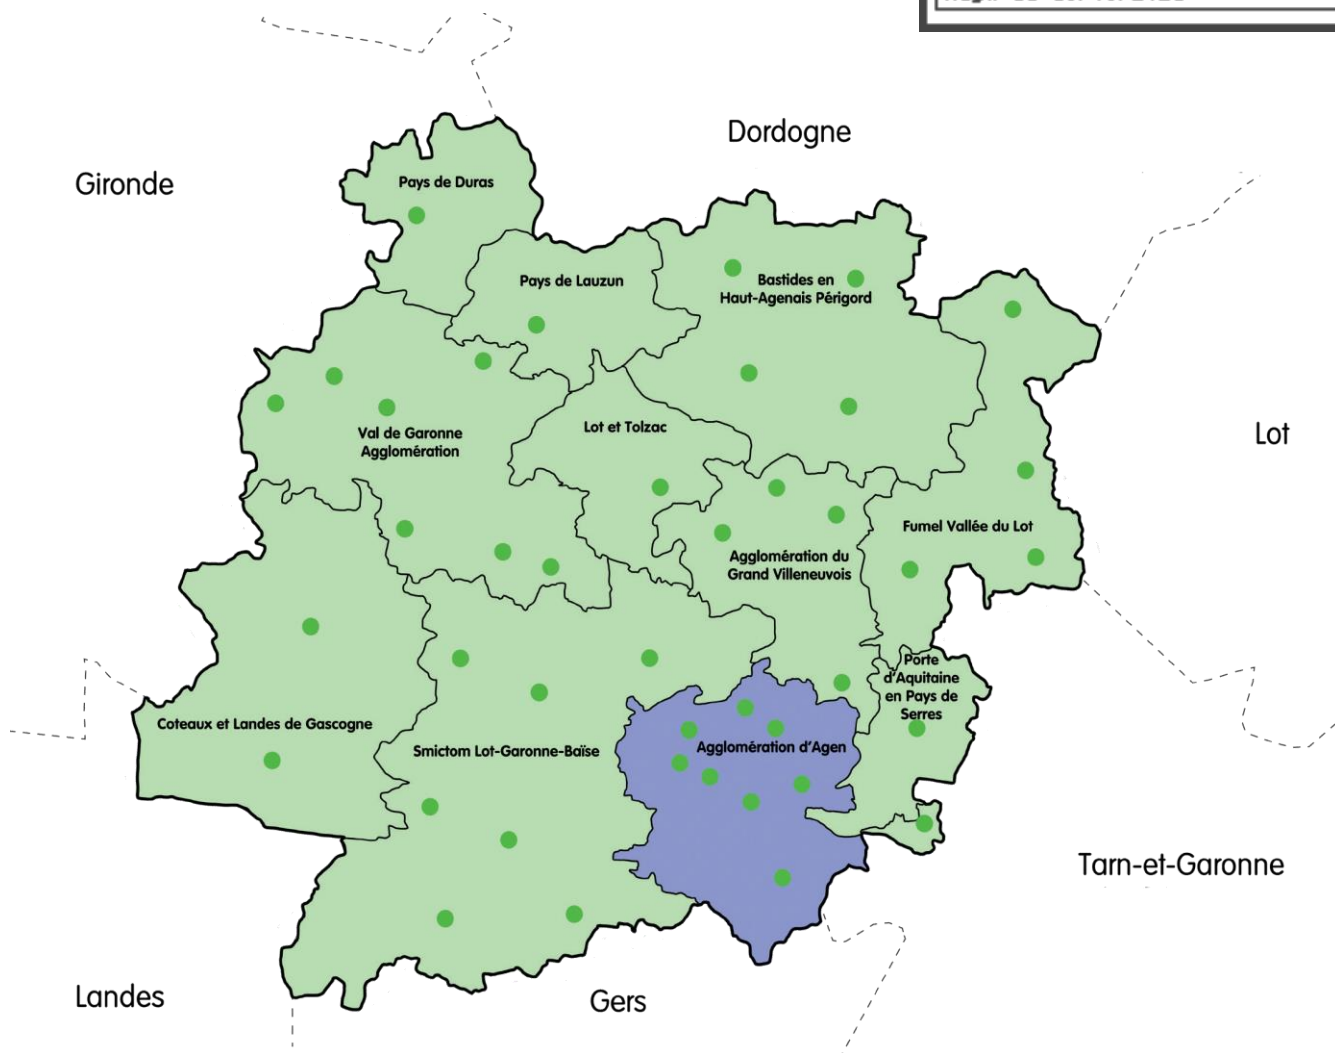 Dordogne
Gironde
Pays de Duras
Pays de Lauzun
Bastides en
Haut-Agenais Périgord
Val de Garonne
Agglomération
Lot et Tolzac
Lot
Fumel Vallée du Lot
Agglomération du
Grand Villeneuvois
Porte
d'Aquitaine
en Pays de
Serres
Coteaux et Landes de Gascogne
Smictom Lot-Garonne-Baïse
Agglomération d'Agen
Tarn-et-Garonne
Landes
Gers